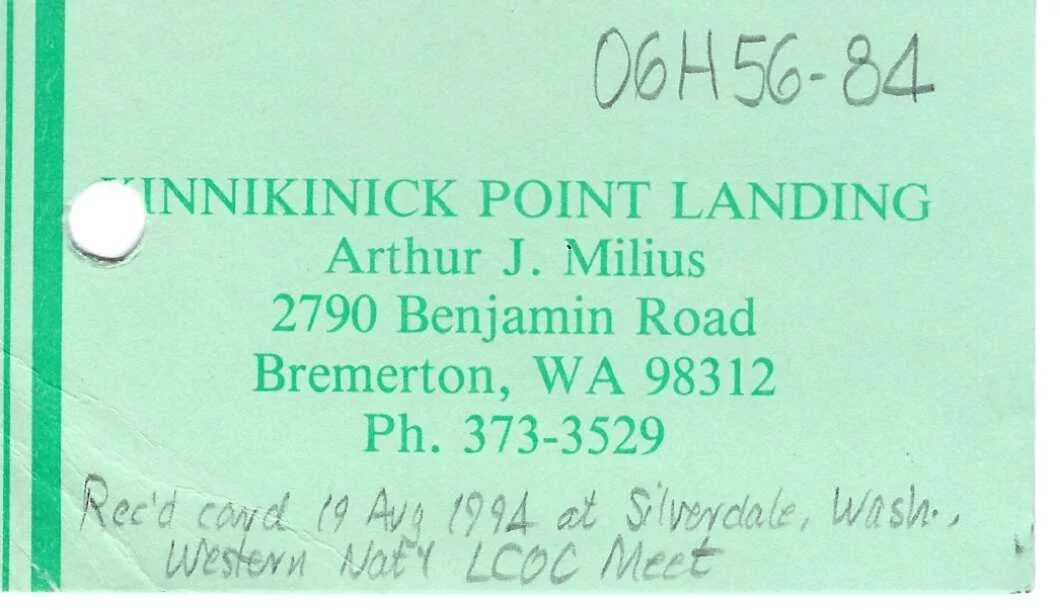 06H56-84
KINNIKINICK POINT LANDING
Arthur J. Milius
2790 Benjamin Road
Bremerton, WA 98312
Ph. 373-3529
Rec'd card 19 Aug 1994 at Silverdale, Wash.,
Western Nat'l LCOC Meet